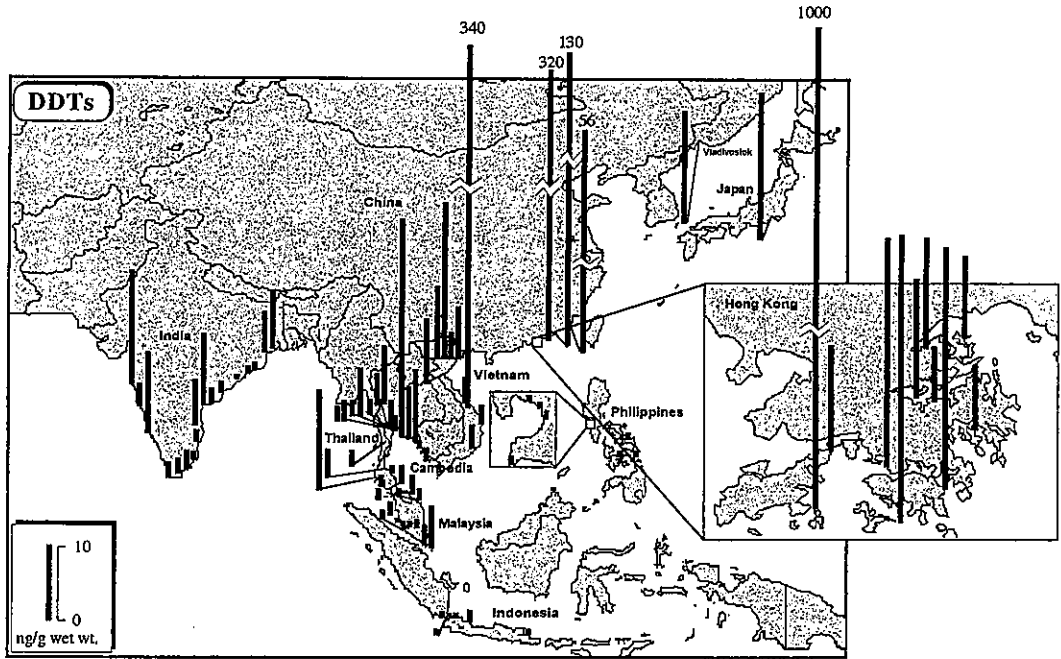 1000
340
130
320
DDTs
56
Vladivostok
Japan
China
Hong Kong
India
Vietnam
Philippines
Thailand
Cambodia
Malaysia
10
0
ng/g wet wt.
0
Indonesia